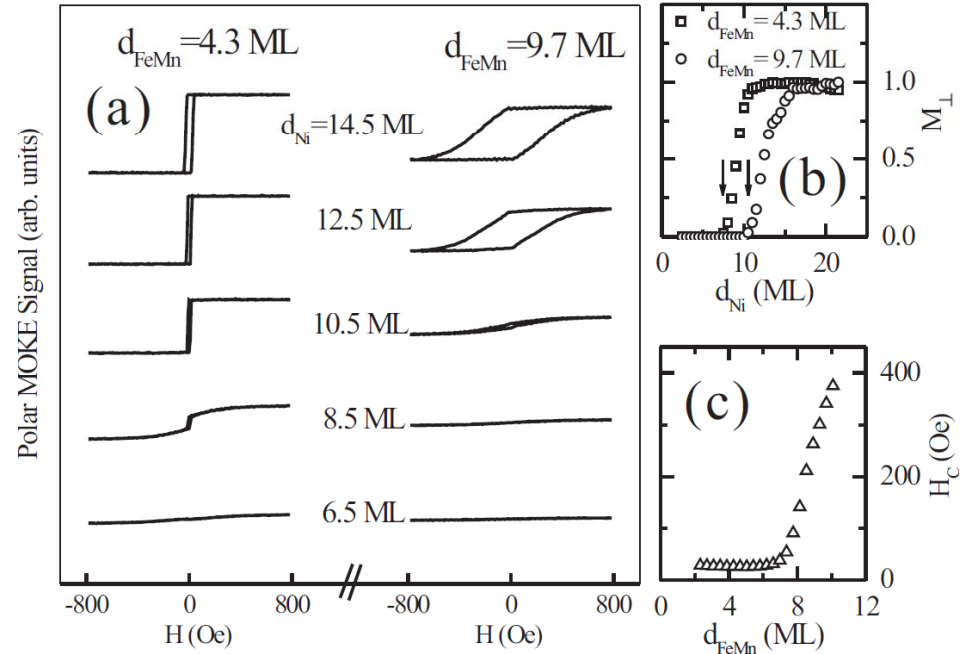 d_FeMn=4.3 ML
d_FeMn=9.7 ML
(a)
d_Ni=14.5 ML
12.5 ML
10.5 ML
8.5 ML
6.5 ML
Polar MOKE Signal (arb. units)
-800 0 800
-800 0 800
H (Oe)
H (Oe)
d_FeMn=4.3 ML
d_FeMn=9.7 ML
1.0
0.5
0.0
M_⊥
(b)
0 10 20
d_Ni (ML)
(c)
400
200
0
H_C (Oe)
0 4 8 12
d_FeMn (ML)